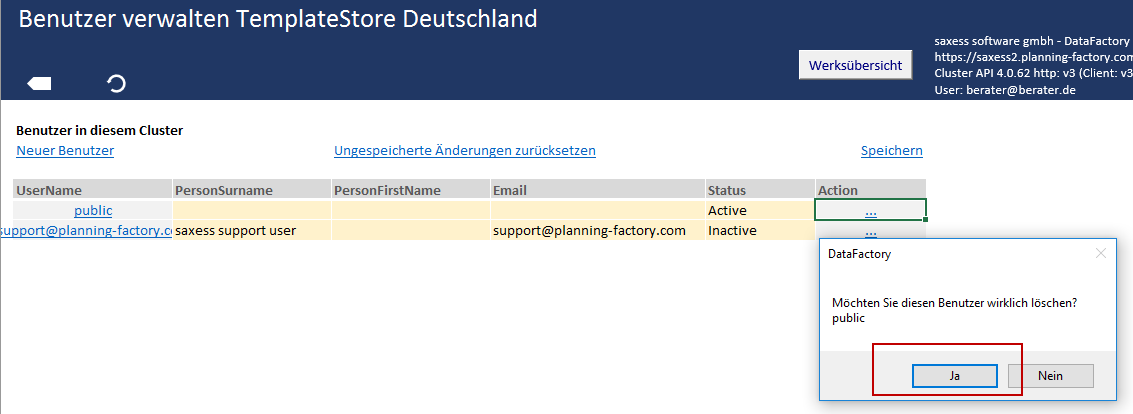 Benutzer verwalten TemplateStore Deutschland
Werksübersicht
saxess software gmbh - DataFactory
https://saxess2.planning-factory.com
Cluster API 4.0.62 http: v3 (Client: v3
User: berater@berater.de
Benutzer in diesem Cluster
Neuer Benutzer Ungespeicherte Änderungen zurücksetzen Speichern
UserName PersonSurname PersonFirstName Email Status Action
public Active ...
support@planning-factory.co saxess support user support@planning-factory.com Inactive ...
DataFactory
Möchten Sie diesen Benutzer wirklich löschen?
public
Ja Nein